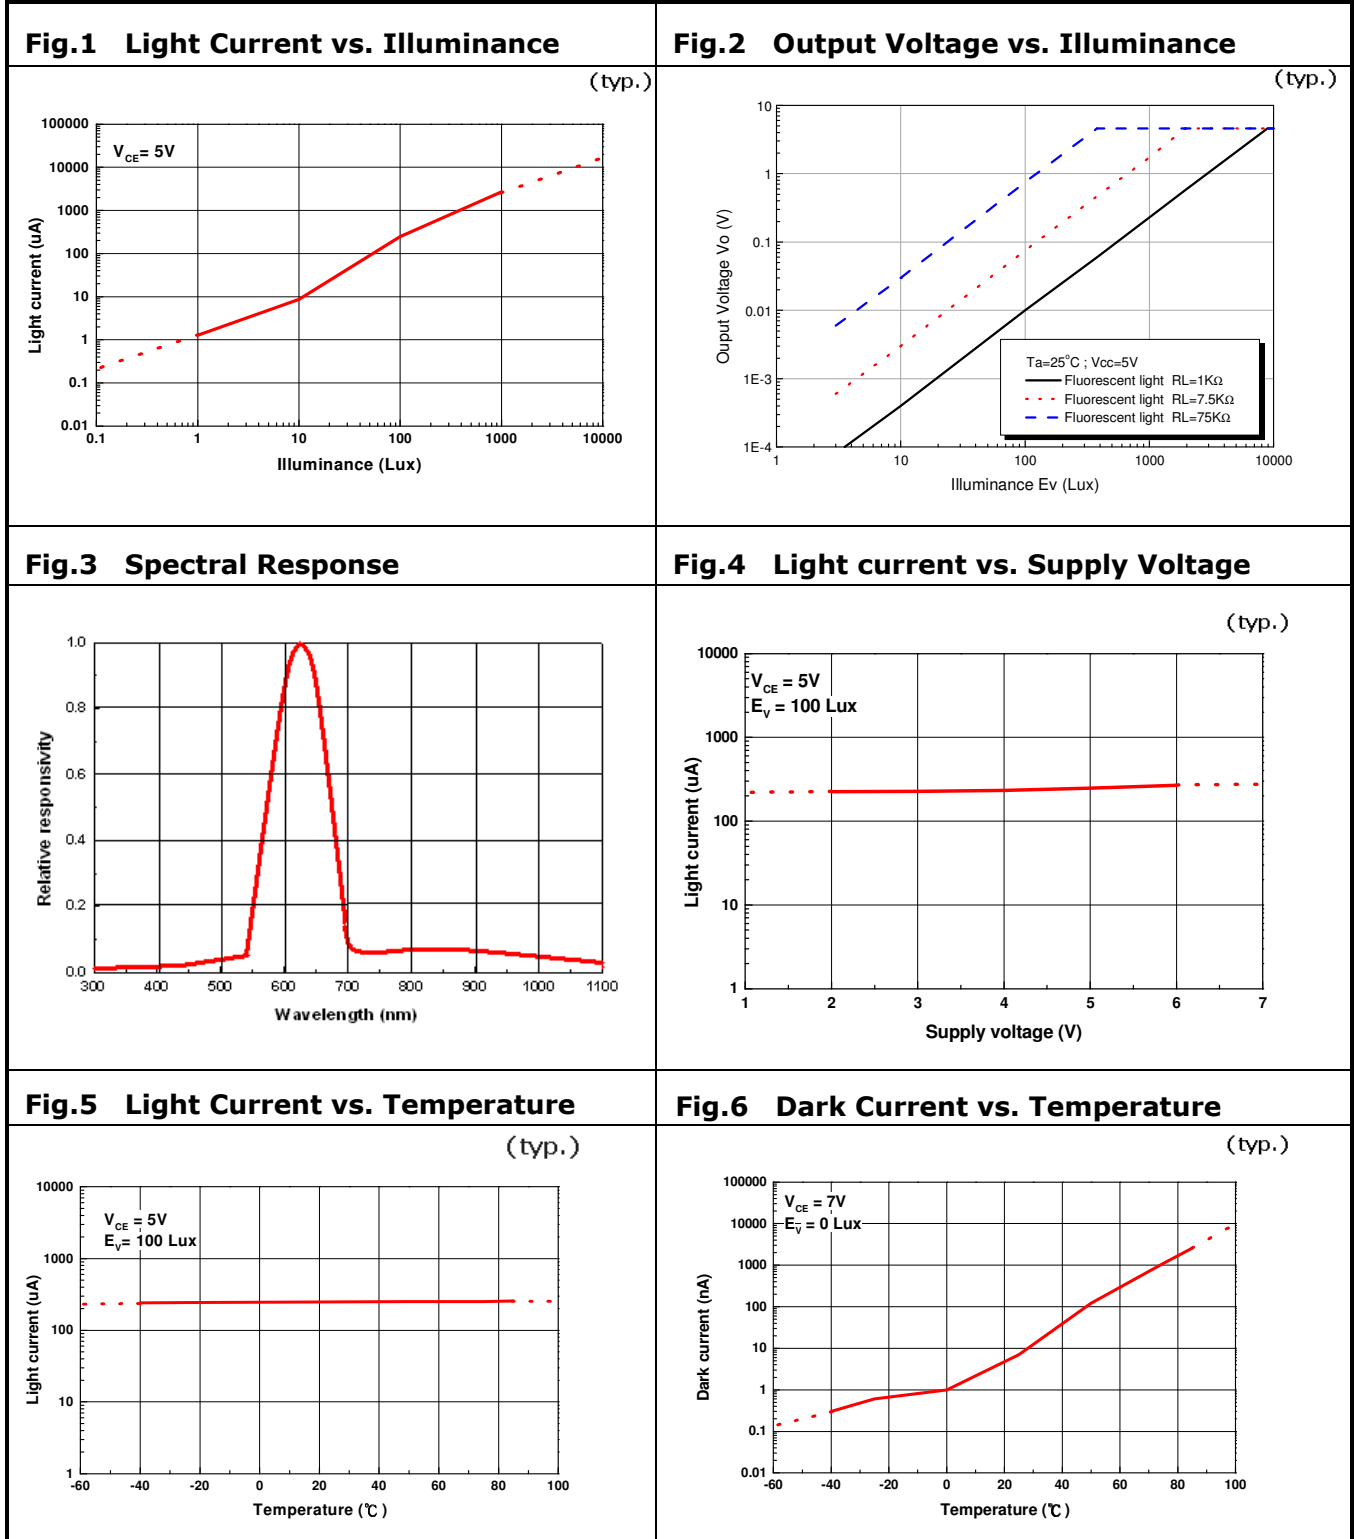 Fig.1 Light Current vs. Illuminance
(typ.)
100000
10000
1000
100
10
1
0.1
0.01
VCE= 5V
Light current (uA)
0.1 1 10 100 1000 10000
Illuminance (Lux)
Fig.2 Output Voltage vs. Illuminance
(typ.)
10
1
0.1
0.01
1E-3
1E-4
Ouput Voltage Vo (V)
Ta=25°C ; Vcc=5V
Fluorescent light RL=1KΩ
Fluorescent light RL=7.5KΩ
Fluorescent light RL=75KΩ
1 10 100 1000 10000
Illuminance Ev (Lux)
Fig.3 Spectral Response
1.0
0.8
0.6
0.4
0.2
0.0
Relative responsivity
300 400 500 600 700 800 900 1000 1100
Wavelength (nm)
Fig.4 Light current vs. Supply Voltage
(typ.)
10000
1000
100
10
1
VCE = 5V
EV = 100 Lux
Light current (uA)
1 2 3 4 5 6 7
Supply voltage (V)
Fig.5 Light Current vs. Temperature
(typ.)
10000
1000
100
10
1
VCE = 5V
EV= 100 Lux
Light current (uA)
-60 -40 -20 0 20 40 60 80 100
Temperature (℃)
Fig.6 Dark Current vs. Temperature
(typ.)
100000
10000
1000
100
10
1
0.1
0.01
VCE = 7V
EV = 0 Lux
Dark current (nA)
-60 -40 -20 0 20 40 60 80 100
Temperature (℃)